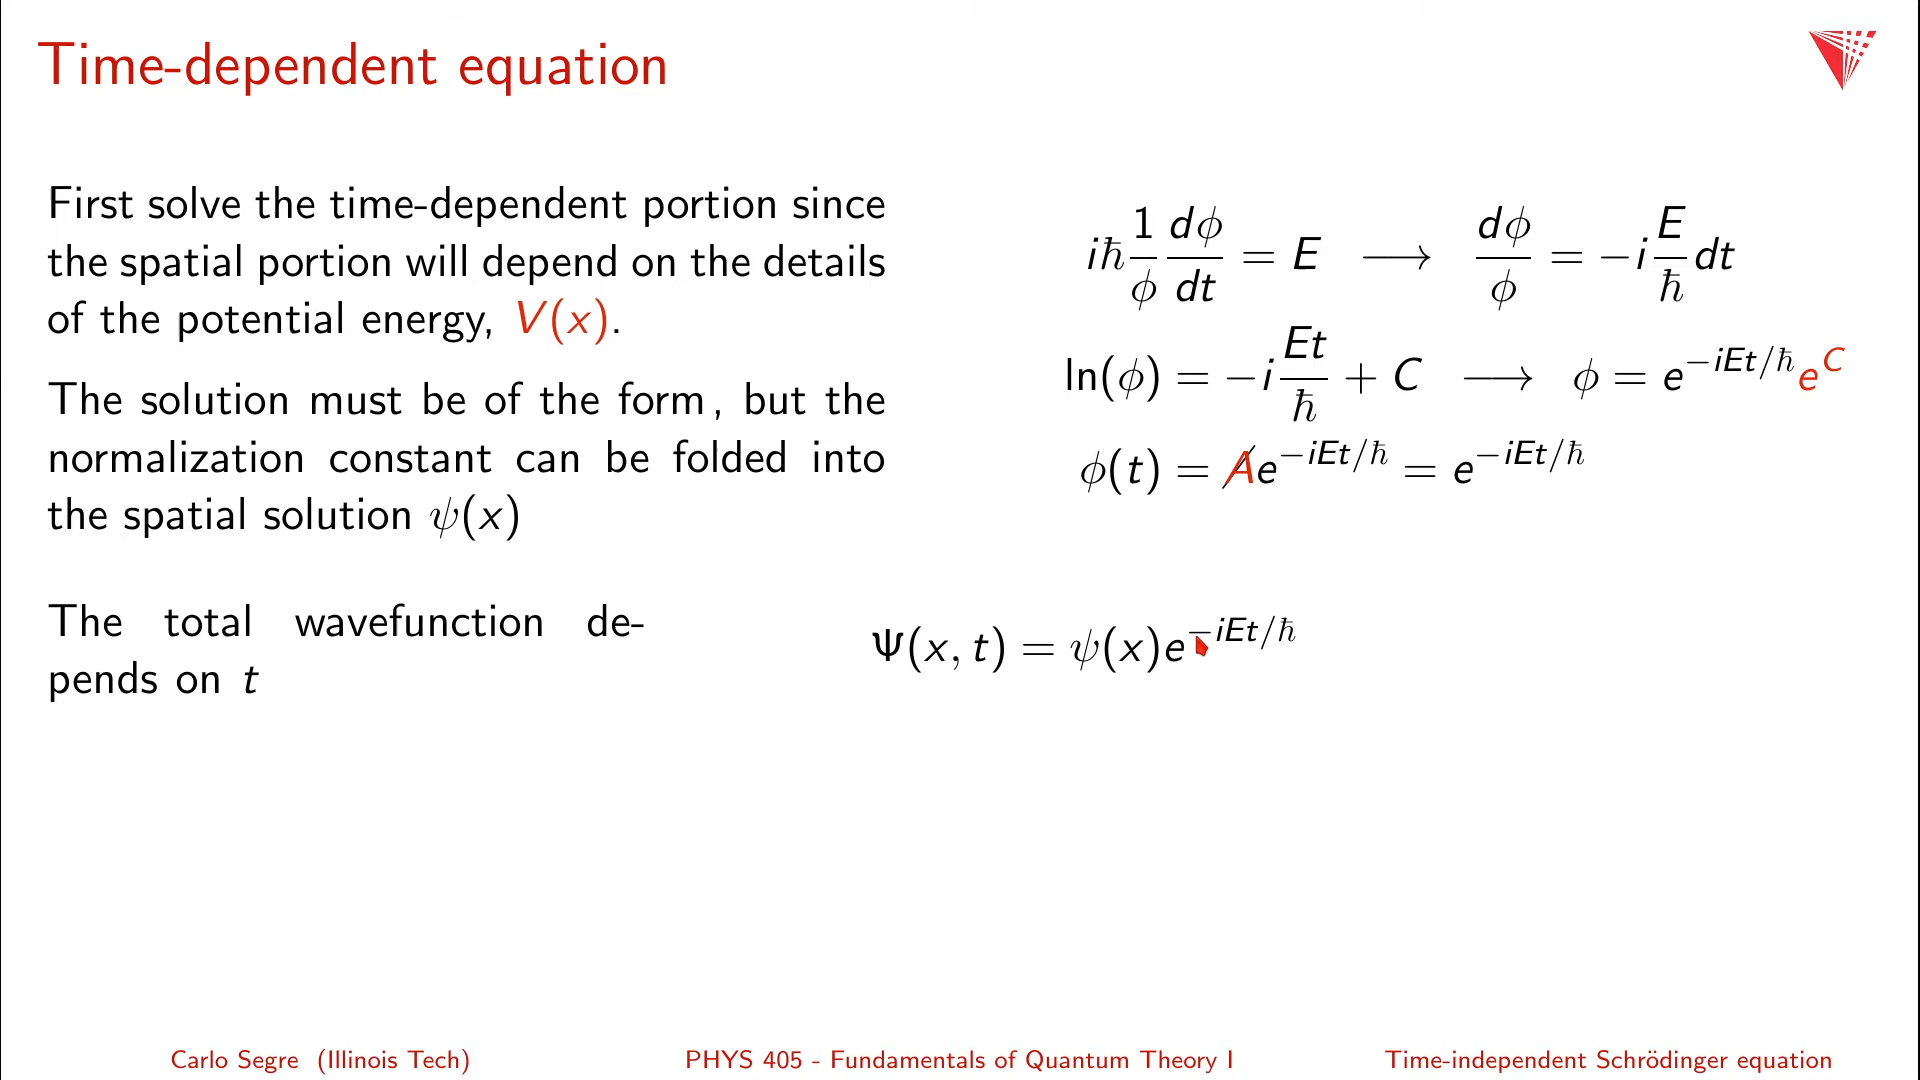 Time-dependent equation
First solve the time-dependent portion since
the spatial portion will depend on the details
of the potential energy, V(x).
The solution must be of the form, but the
normalization constant can be folded into
the spatial solution ψ(x)
iħ 1/ϕ dϕ/dt = E ⟶ dϕ/ϕ = −i E/ħ dt
ln(ϕ) = −i Et/ħ + C ⟶ ϕ = e^{−iEt/ħ} e^C
ϕ(t) = Ae^{−iEt/ħ} = e^{−iEt/ħ}
The total wavefunction de-
pends on t
Ψ(x, t) = ψ(x)e^{−iEt/ħ}
Carlo Segre (Illinois Tech) PHYS 405 - Fundamentals of Quantum Theory I Time-independent Schrödinger equation